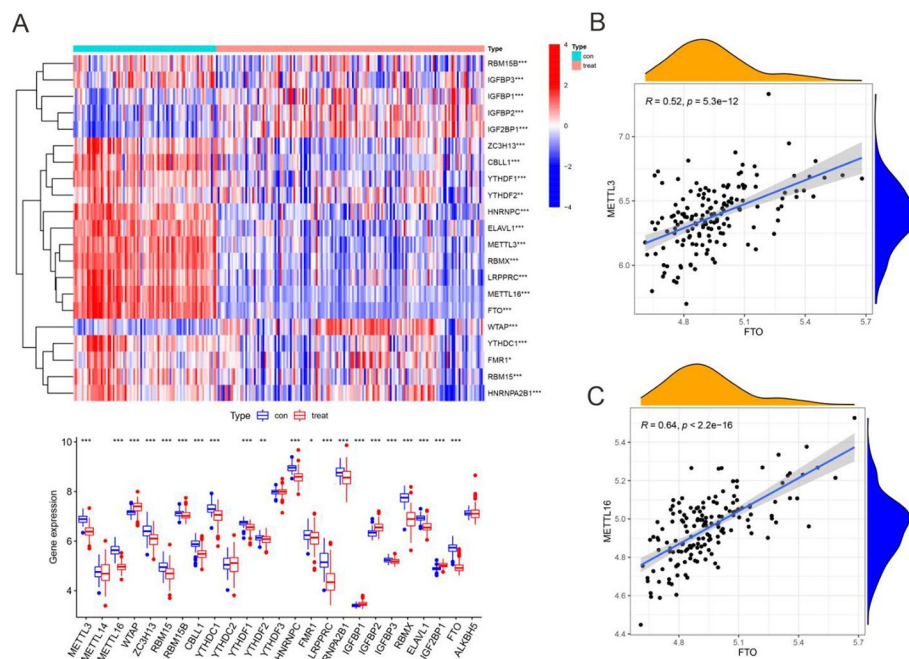 A
Type
RBM15B***
IGFBP3***
IGFBP1***
IGFBP2***
IGF2BP1***
ZC3H13***
CBLL1***
YTHDF1***
YTHDF2**
HNRNPC***
ELAVL1***
METTL3***
RBMX***
LRPPRC***
METTL16***
FTO***
WTAP***
YTHDC1***
FMR1*
RBM15***
HNRNPA2B1***
4
2
0
−2
−4
Type
con
treat
Type con treat
*** *** *** *** *** *** *** *** *** ** *** * *** *** *** *** *** *** *** *** ***
Gene expression
10
8
6
4
METTL3
METTL14
METTL16
WTAP
ZC3H13
RBM15
RBM15B
CBLL1
YTHDC1
YTHDC2
YTHDF1
YTHDF2
YTHDF3
HNRNPC
FMR1
LRPPRC
RNPA2B1
IGFBP1
IGFBP2
IGFBP3
RBMX
ELAVL1
IGF2BP1
FTO
ALKBH5
B
R = 0.52, p = 5.3e−12
METTL3
7.0
6.5
6.0
4.8 5.1 5.4 5.7
FTO
C
R = 0.64, p < 2.2e−16
METTL16
5.4
5.2
5.0
4.8
4.6
4.4
4.8 5.1 5.4 5.7
FTO